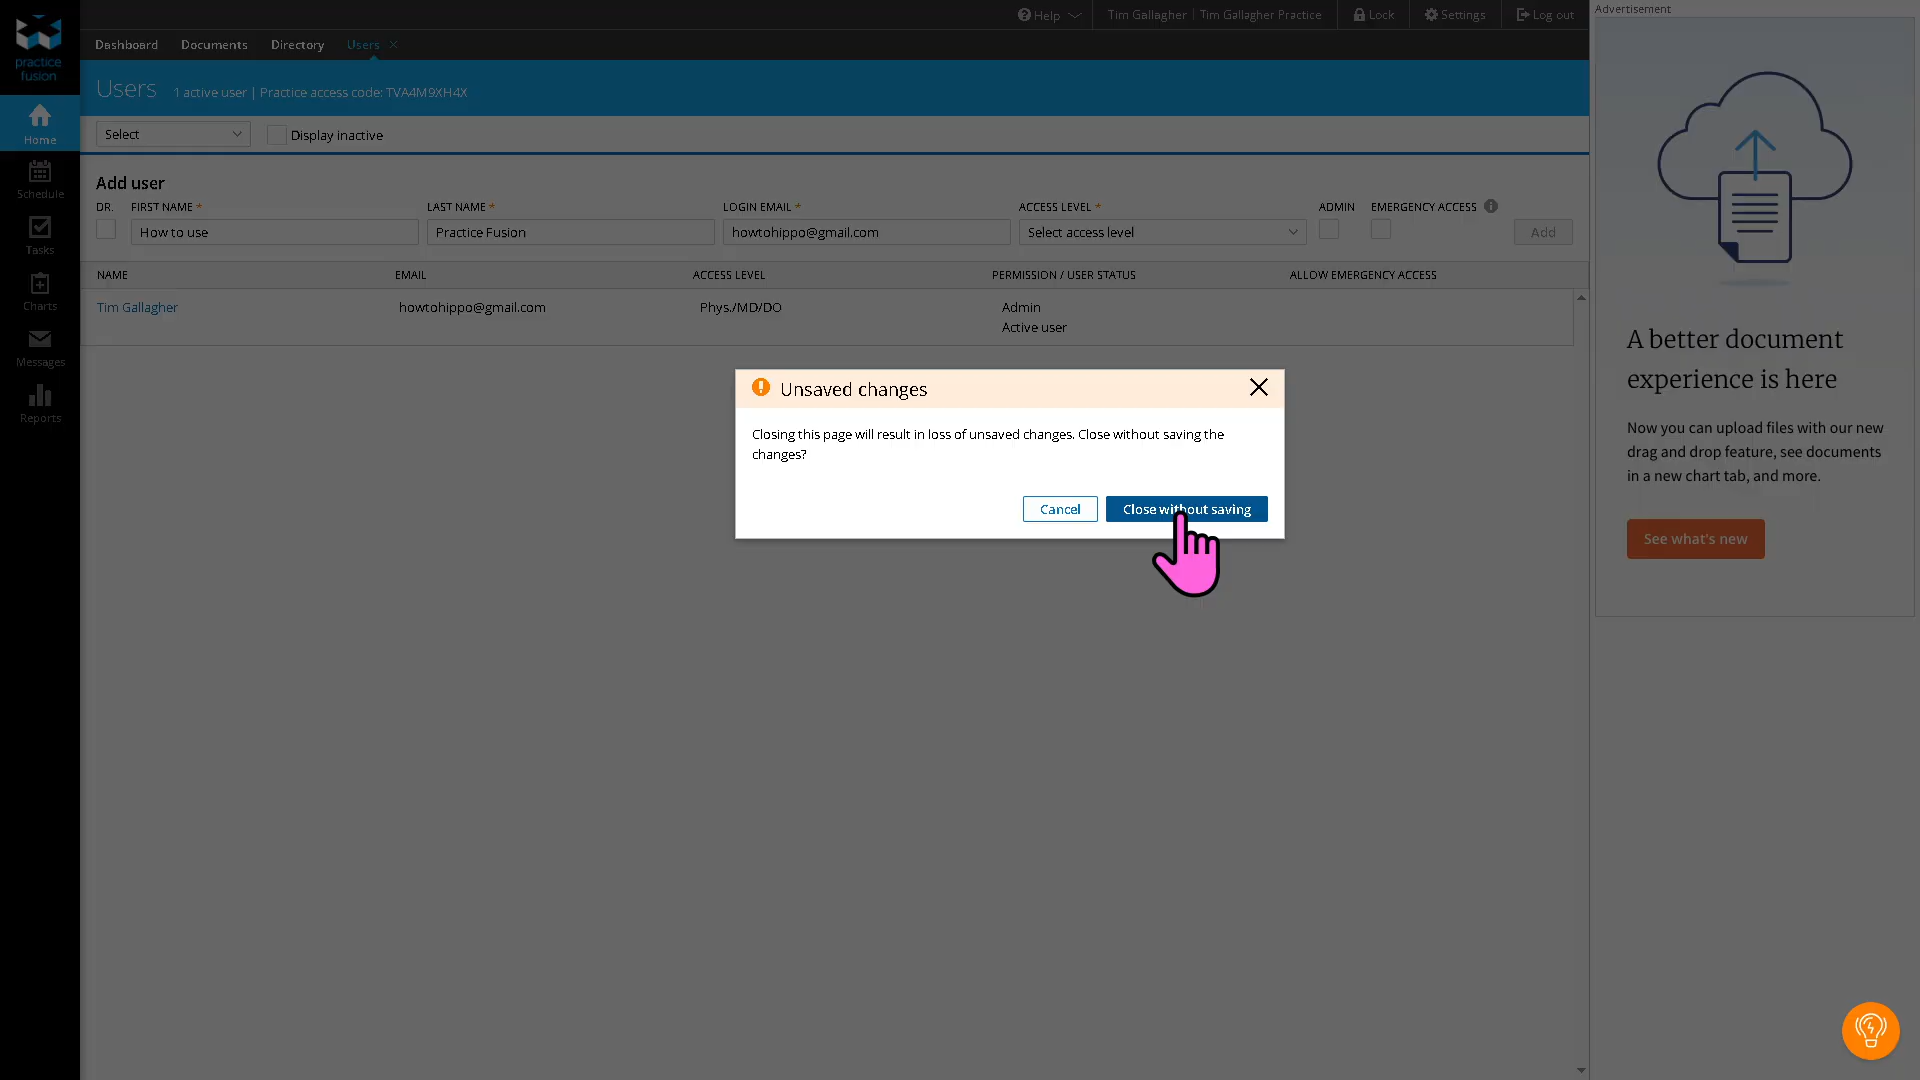 practice
fusion
Help
Tim Gallagher | Tim Gallagher Practice
Lock
Settings
Log out
Dashboard
Documents
Directory
Users
Users
1 active user | Practice access code: TVA4M9XH4X
Select
Display inactive
Home
Schedule
Tasks
Charts
Messages
Reports
Add user
DR.
FIRST NAME *
LAST NAME *
LOGIN EMAIL *
ACCESS LEVEL *
ADMIN
EMERGENCY ACCESS
How to use
Practice Fusion
howtohippo@gmail.com
Select access level
Add
NAME
EMAIL
ACCESS LEVEL
PERMISSION / USER STATUS
ALLOW EMERGENCY ACCESS
Tim Gallagher
howtohippo@gmail.com
Phys./MD/DO
Admin
Active user
Unsaved changes
Closing this page will result in loss of unsaved changes. Close without saving the
changes?
Cancel
Close without saving
Advertisement
A better document
experience is here
Now you can upload files with our new
drag and drop feature, see documents
in a new chart tab, and more.
See what's new